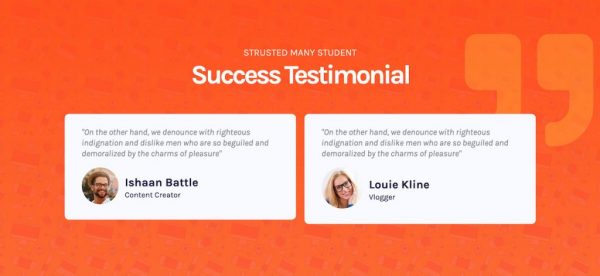 STRUSTED MANY STUDENT
Success Testimonial
"On the other hand, we denounce with righteous
indignation and dislike men who are so beguiled and
demoralized by the charms of pleasure"
Ishaan Battle
Content Creator
"On the other hand, we denounce with righteous
indignation and dislike men who are so beguiled and
demoralized by the charms of pleasure"
Louie Kline
Vlogger